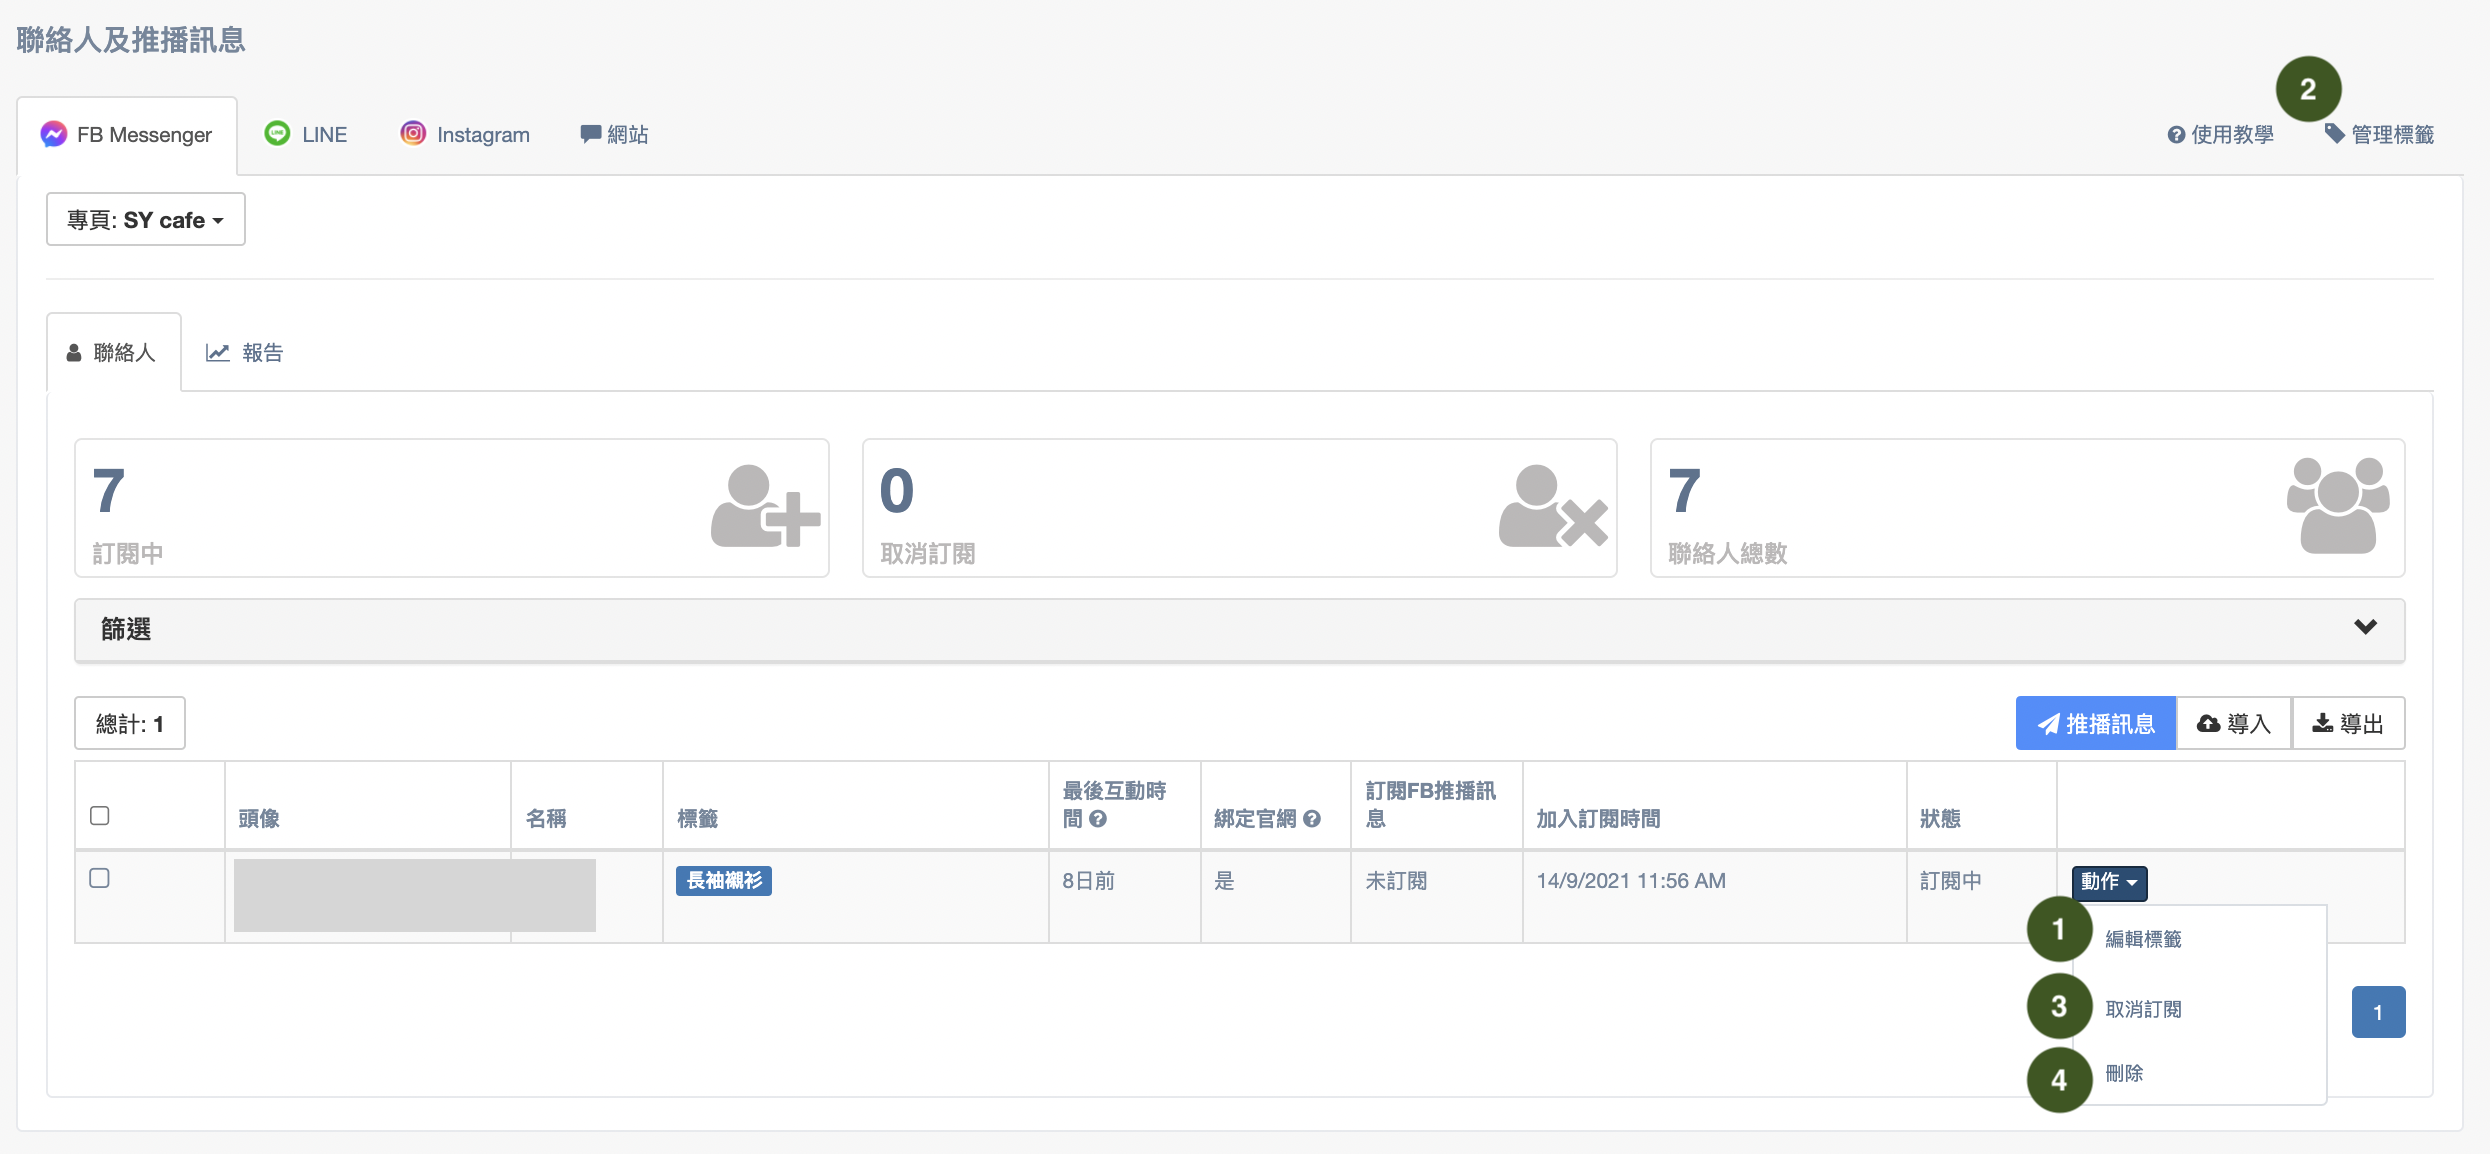 聯絡人及推播訊息
2
FB Messenger LINE Instagram 網站 使用教學 管理標籤
專頁: SY cafe
聯絡人 報告
7 0 7
訂閱中 取消訂閱 聯絡人總數
篩選
總計: 1 推播訊息 導入 導出
頭像 名稱 標籤 最後互動時間 綁定官網 訂閱FB推播訊息 加入訂閱時間 狀態
長袖襯衫 8日前 是 未訂閱 14/9/2021 11:56 AM 訂閱中 動作
1 編輯標籤
3 取消訂閱 1
4 刪除